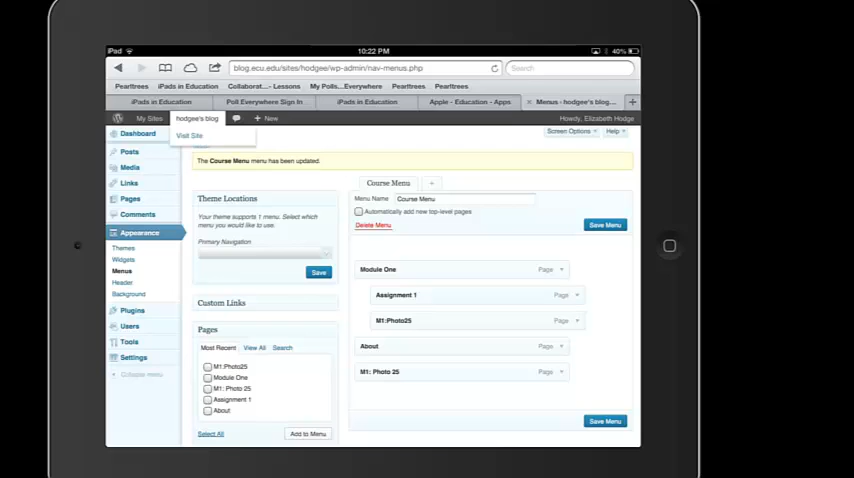 iPad 10:22 PM 40%
blog.ecu.edu/sites/hodgee/wp-admin/nav-menus.php Search
Pearltrees iPads in Education Collaborat...- Lessons My Polls...Everywhere Pearltrees Pearltrees
iPads in Education Poll Everywhere Sign In iPads in Education Apple - Education - Apps × Menus - hodgee's blog... +
My Sites hodgee's blog + New Howdy, Elizabeth Hodge
Visit Site
Screen Options Help
Dashboard
Posts
Media
Links
Pages
Comments
Appearance
Themes
Widgets
Menus
Header
Background
Plugins
Users
Tools
Settings
Collapse menu
The Course Menu menu has been updated.
Theme Locations
Your theme supports 1 menu. Select which
menu you would like to use.
Primary Navigation
Save
Custom Links
Pages
Most Recent View All Search
M1:Photo25
Module One
M1: Photo 25
Assignment 1
About
Select All Add to Menu
Course Menu +
Menu Name Course Menu
Automatically add new top-level pages
Delete Menu Save Menu
Module One Page
Assignment 1 Page
M1:Photo25 Page
About Page
M1: Photo 25 Page
Save Menu